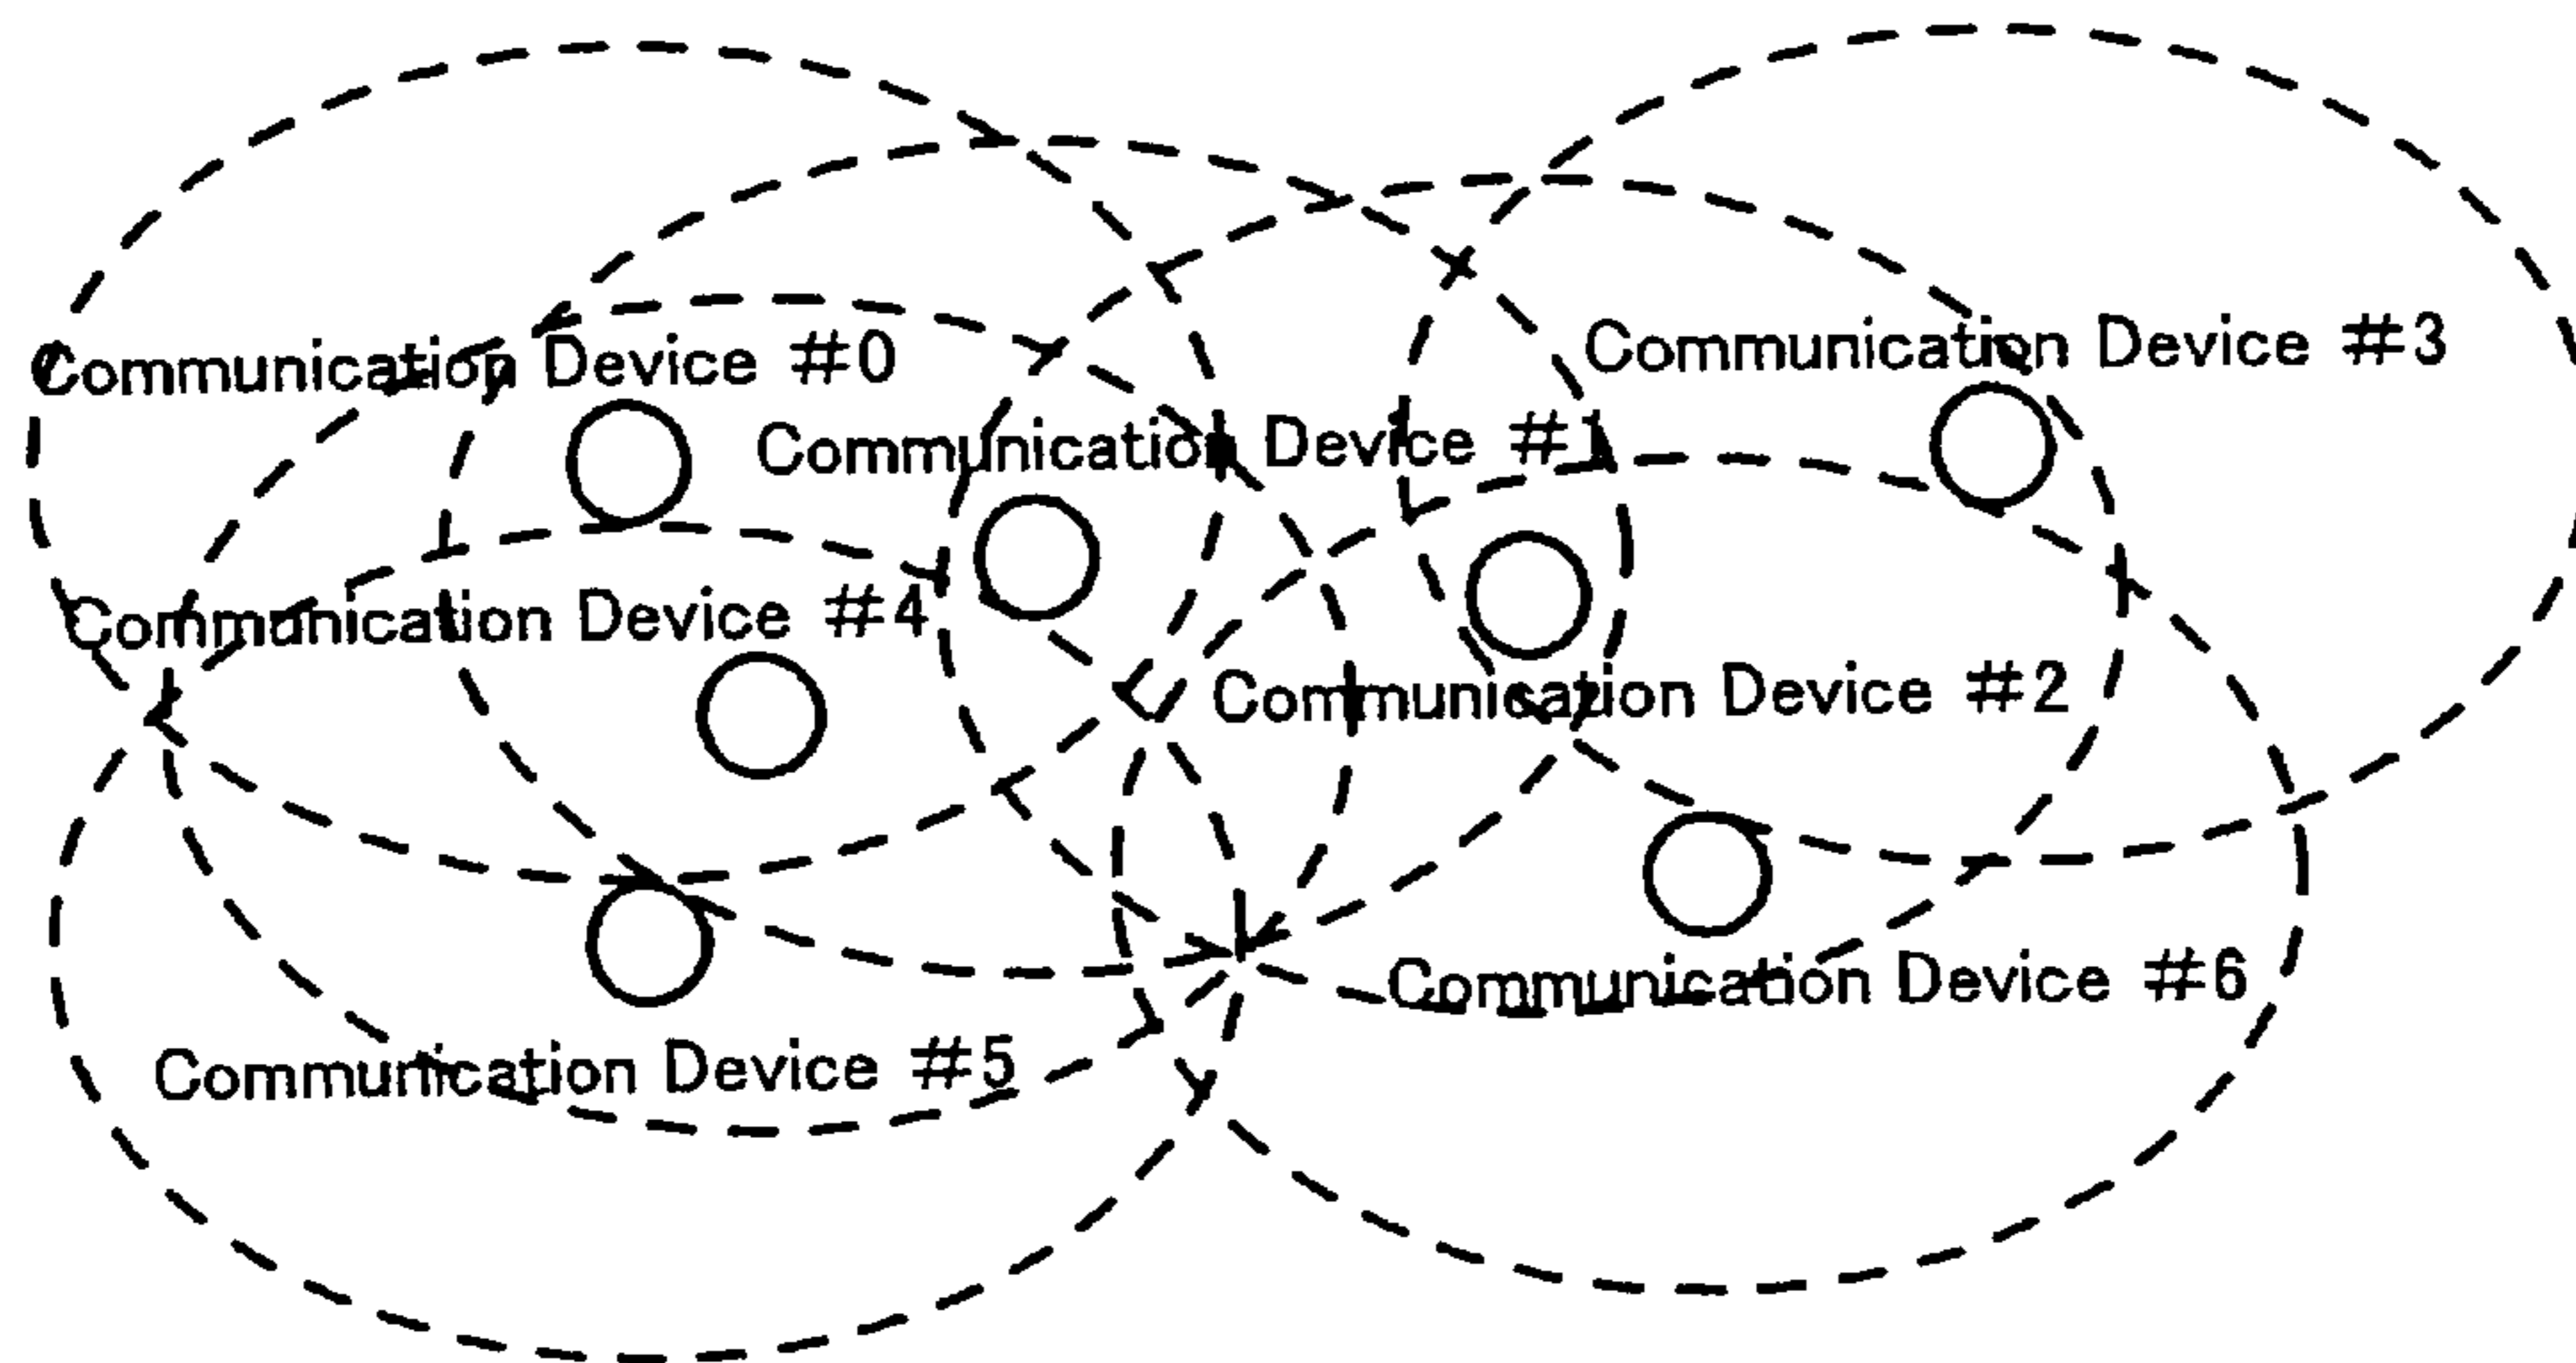 Communication Device #0
Communication Device #3
Communication Device #1
Communication Device #4
Communication Device #2
Communication Device #6
Communication Device #5